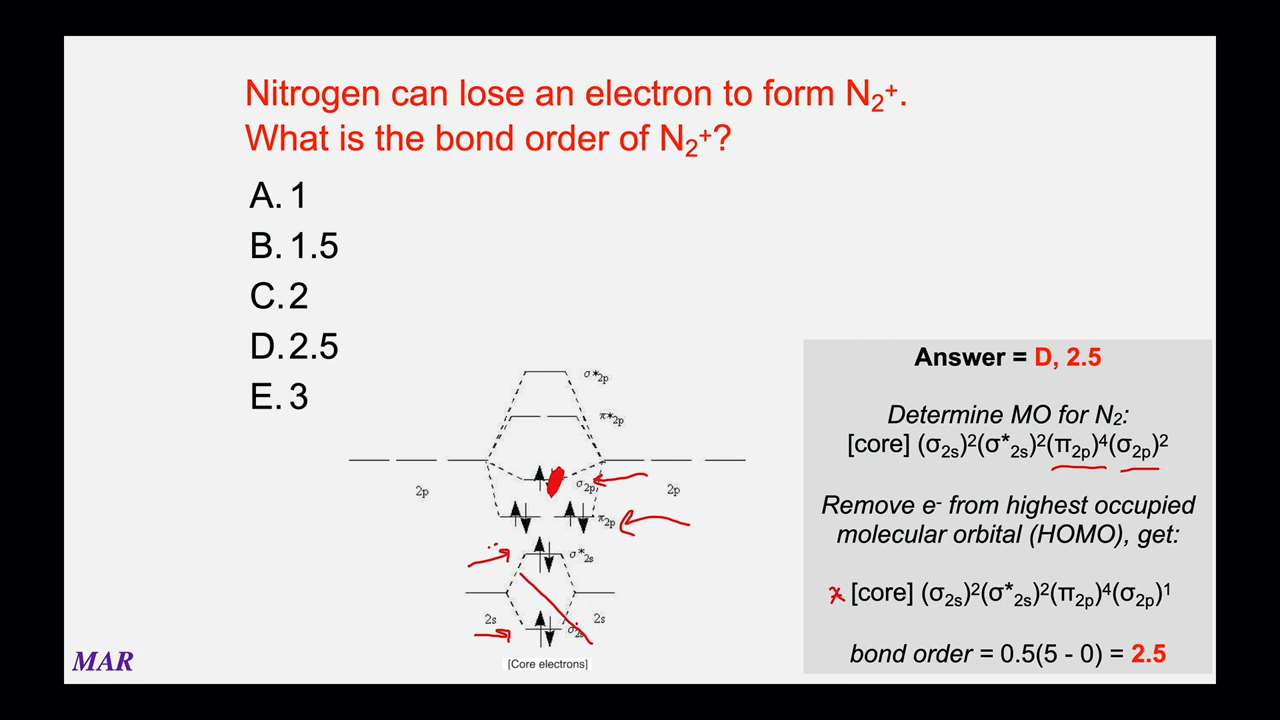 Nitrogen can lose an electron to form N₂⁺.
What is the bond order of N₂⁺?
A. 1
B. 1.5
C. 2
D. 2.5
E. 3
σ*2p
π*2p
2p
σ2p
2p
π2p
σ*2s
2s
2s
[Core electrons]
MAR
Answer = D, 2.5
Determine MO for N₂:
[core] (σ2s)²(σ*2s)²(π2p)⁴(σ2p)²
Remove e⁻ from highest occupied
molecular orbital (HOMO), get:
[core] (σ2s)²(σ*2s)²(π2p)⁴(σ2p)¹
bond order = 0.5(5 - 0) = 2.5